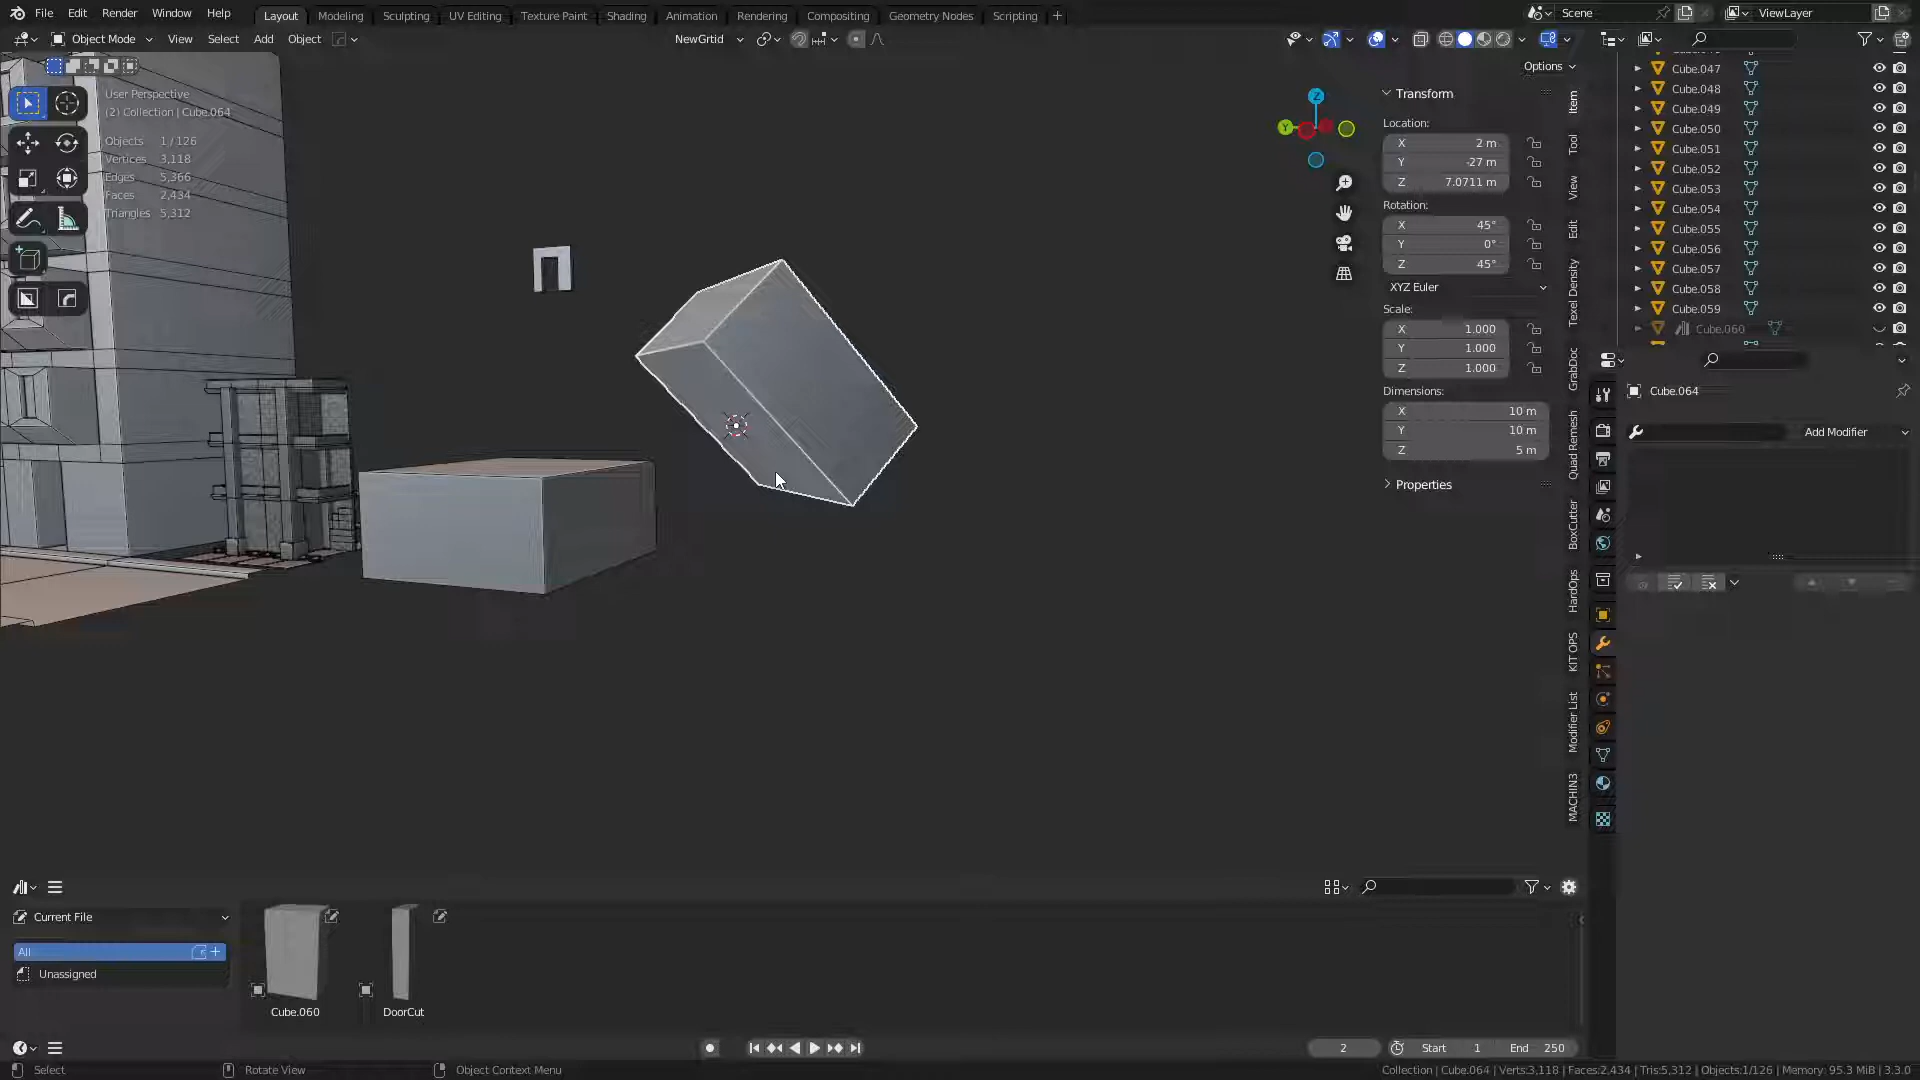 File Edit Render Window Help Layout Modeling Sculpting UV Editing Texture Paint Shading Animation Rendering Compositing Geometry Nodes Scripting + Scene ViewLayer
Object Mode View Select Add Object NewGrtid
Options
User Perspective
(2) Collection | Cube.064
Objects 1 / 126
Vertices 3,118
Edges 5,366
Faces 2,434
Triangles 5,312
Z
Y
Transform
Location:
X 2 m
Y -27 m
Z 7.0711 m
Rotation:
X 45°
Y 0°
Z 45°
XYZ Euler
Scale:
X 1.000
Y 1.000
Z 1.000
Dimensions:
X 10 m
Y 10 m
Z 5 m
Properties
Item
Tool
View
Edit
Texel Density
GrabDoc
Quad Remesh
BoxCutter
HardOps
KIT OPS
Modifier List
MACHIN3
Cube.047
Cube.048
Cube.049
Cube.050
Cube.051
Cube.052
Cube.053
Cube.054
Cube.055
Cube.056
Cube.057
Cube.058
Cube.059
Cube.060
Cube.064
Add Modifier
Current File
All
Unassigned
Cube.060 DoorCut
2 Start 1 End 250
Select Rotate View Object Context Menu Collection | Cube.064 | Verts:3,118 | Faces:2,434 | Tris:5,312 | Objects:1/126 | Memory: 95.3 MiB | 3.3.0